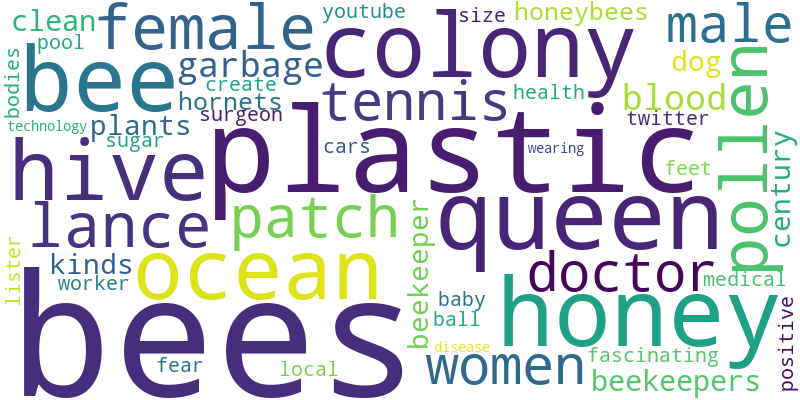 youtube
size
honeybees
male
clean
female
colony
pool
garbage
dog
bee
create
health
blood
pollen
bodies
hornets
tennis
surgeon
twitter
technology
plants
sugar
plastic
cars
wearing
century
hive
feet
lance
patch
queen
kinds
ocean
doctor
lister
worker
beekeeper
medical
bees
baby
honey
ball
positive
disease
women
fascinating
fear
local
beekeepers